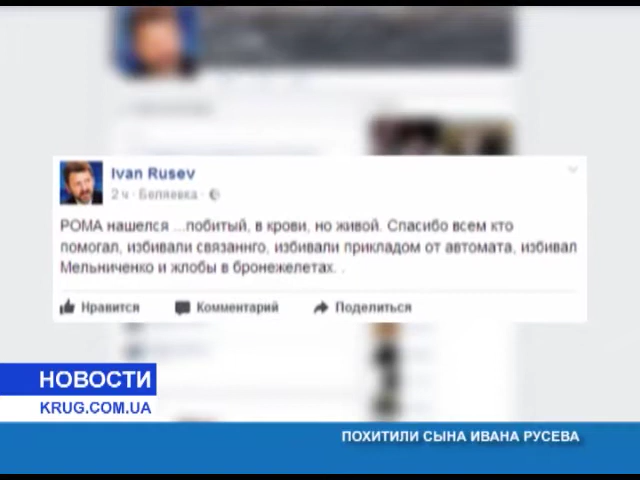 Ivan Rusev
2 ч · Беляевка ·
РОМА нашелся ...побитый, в крови, но живой. Спасибо всем кто
помогал, избивали связаннго, избивали прикладом от автомата, избивал
Мельниченко и жлобы в бронежелетах. .
Нравится Комментарий Поделиться
НОВОСТИ
KRUG.COM.UA
ПОХИТИЛИ СЫНА ИВАНА РУСЕВА